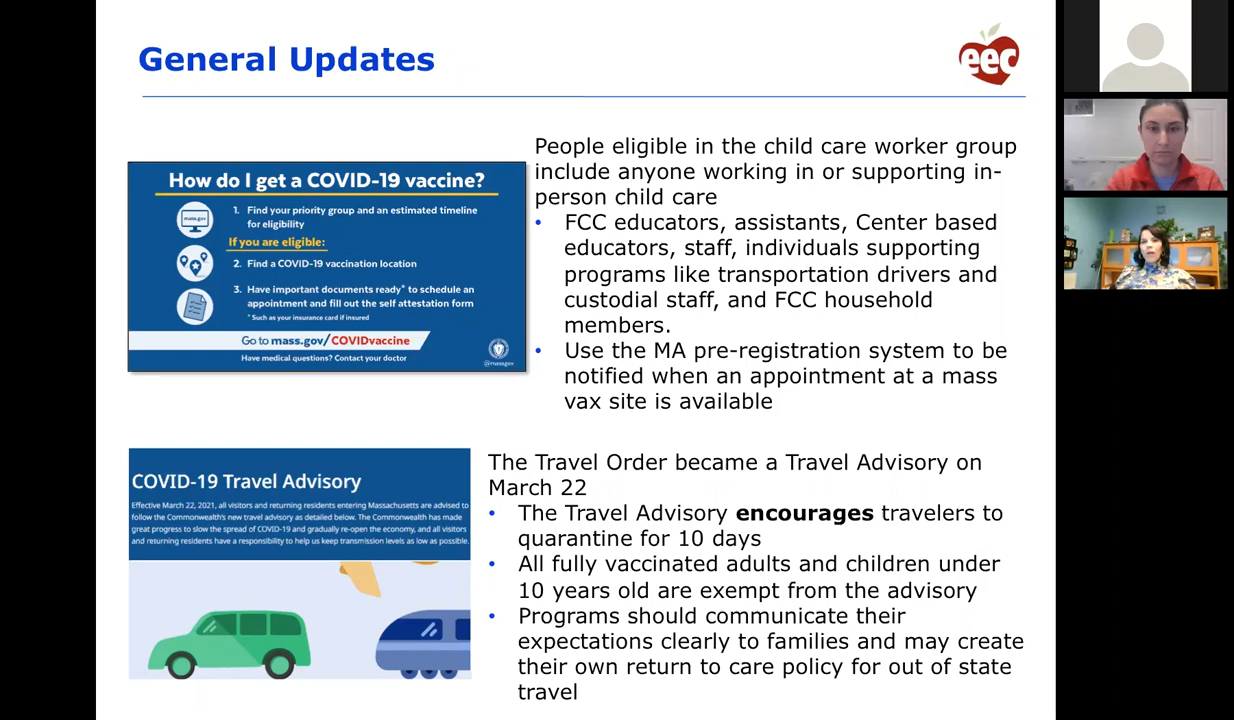 General Updates
eec
People eligible in the child care worker group
include anyone working in or supporting in-
person child care
• FCC educators, assistants, Center based
educators, staff, individuals supporting
programs like transportation drivers and
custodial staff, and FCC household
members.
• Use the MA pre-registration system to be
notified when an appointment at a mass
vax site is available
How do I get a COVID-19 vaccine?
mass.gov
1. Find your priority group and an estimated timeline
for eligibility
If you are eligible:
2. Find a COVID-19 vaccination location
3. Have important documents ready* to schedule an
appointment and fill out the self attestation form
* Such as your insurance card if insured
Go to mass.gov/COVIDvaccine
Have medical questions? Contact your doctor
@massgov
COVID-19 Travel Advisory
Effective March 22, 2021, all visitors and returning residents entering Massachusetts are advised to
follow the Commonwealth's new travel advisory as detailed below. The Commonwealth has made
great progress to slow the spread of COVID-19 and gradually re-open the economy, and all visitors
and returning residents have a responsibility to help us keep transmission levels as low as possible.
The Travel Order became a Travel Advisory on
March 22
• The Travel Advisory encourages travelers to
quarantine for 10 days
• All fully vaccinated adults and children under
10 years old are exempt from the advisory
• Programs should communicate their
expectations clearly to families and may create
their own return to care policy for out of state
travel